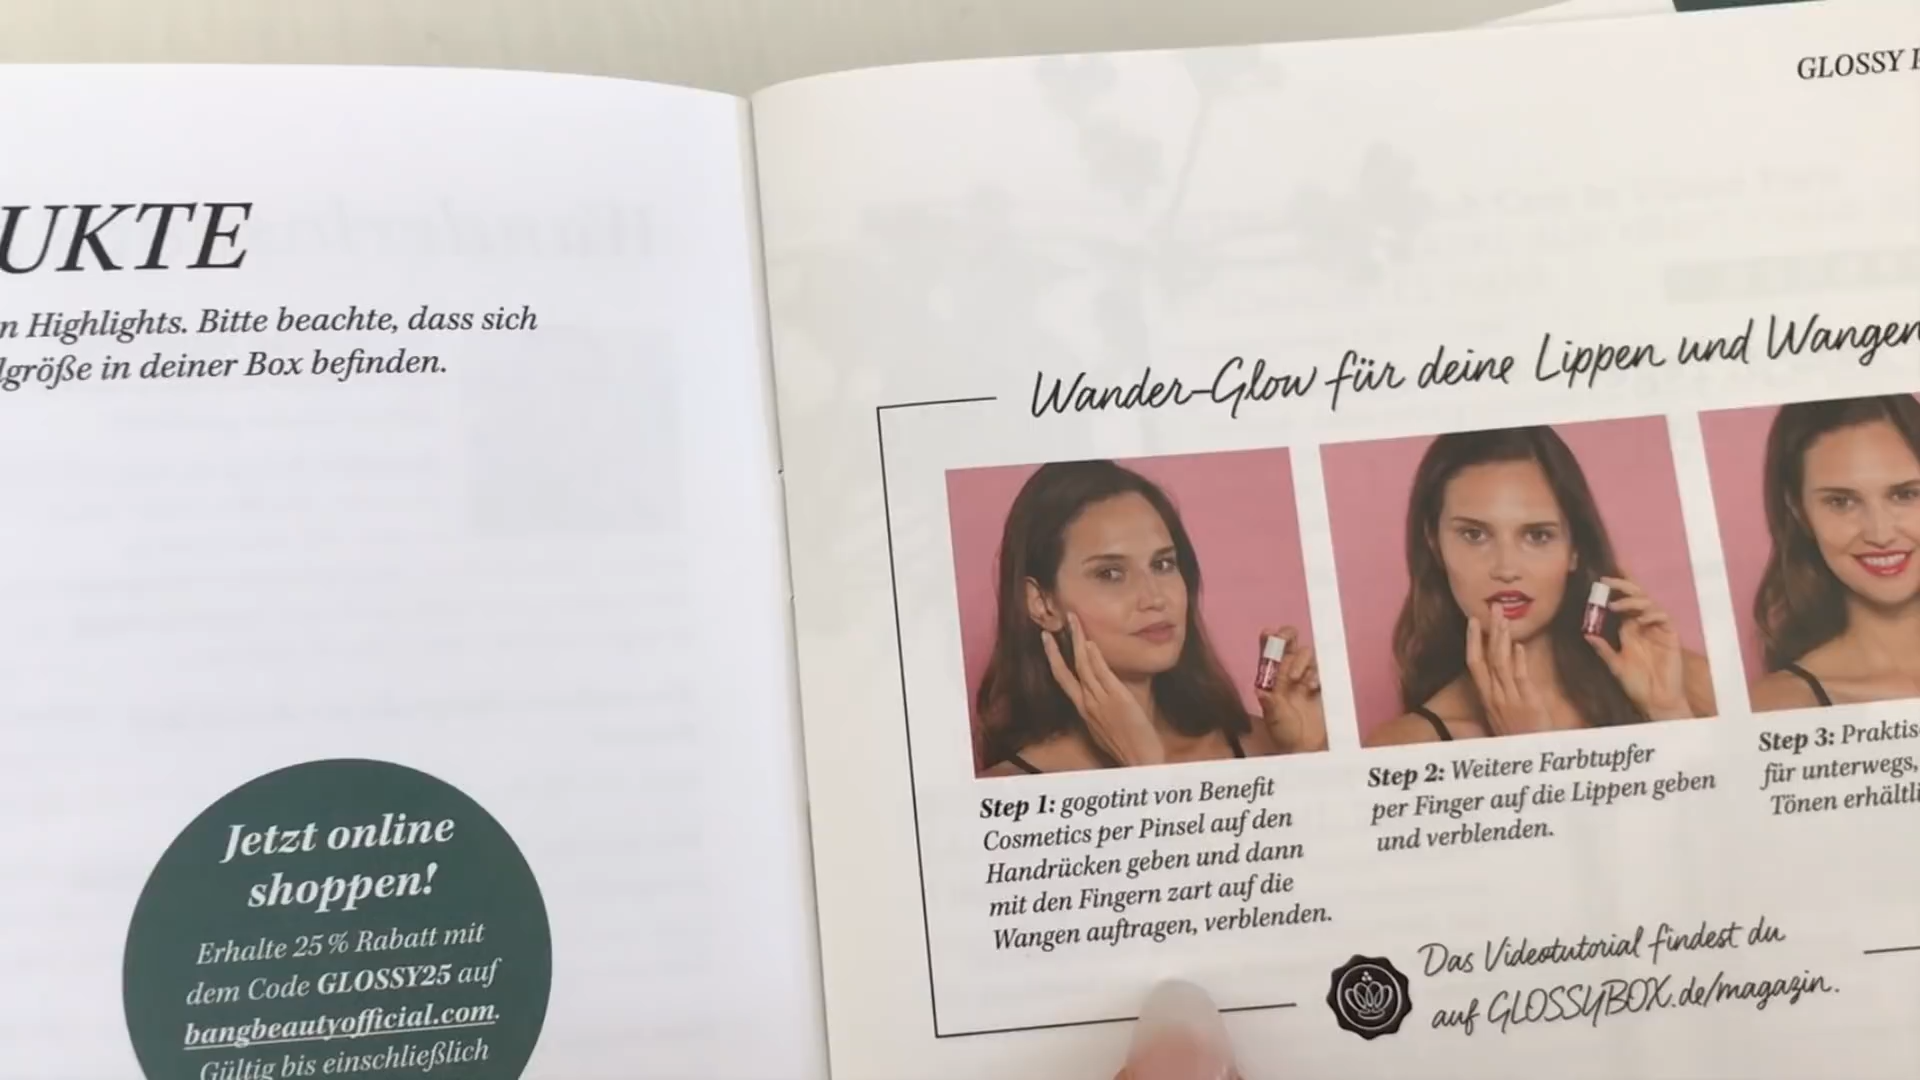 UKTE
n Highlights. Bitte beachte, dass sich
lgröße in deiner Box befinden.
Jetzt online
shoppen!
Erhalte 25 % Rabatt mit
dem Code GLOSSY25 auf
bangbeautyofficial.com.
Gültig bis einschließlich
GLOSSY
Wander-Glow für deine Lippen und Wangen
Step 1: gogotint von Benefit
Cosmetics per Pinsel auf den
Handrücken geben und dann
mit den Fingern zart auf die
Wangen auftragen, verblenden.
Step 2: Weitere Farbtupfer
per Finger auf die Lippen geben
und verblenden.
Step 3: Praktis
für unterwegs,
Tönen erhältli
Das Videotutorial findest du
auf GLOSSYBOX.de/magazin.